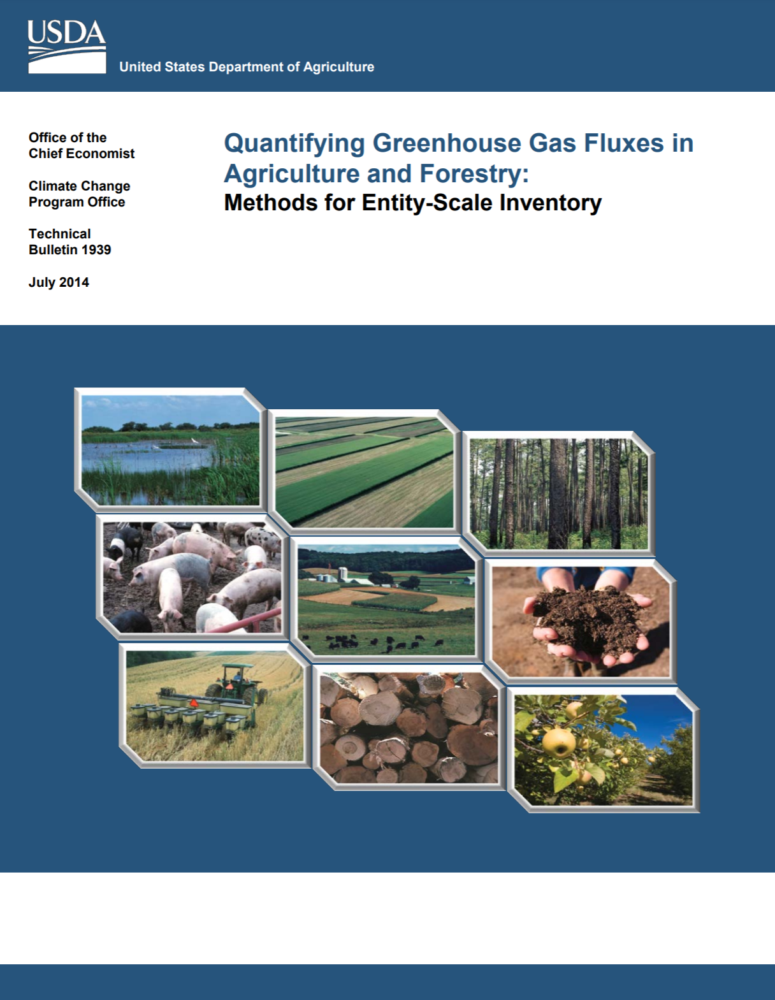 USDA
United States Department of Agriculture
Office of the
Chief Economist
Climate Change
Program Office
Technical
Bulletin 1939
July 2014
Quantifying Greenhouse Gas Fluxes in
Agriculture and Forestry:
Methods for Entity-Scale Inventory